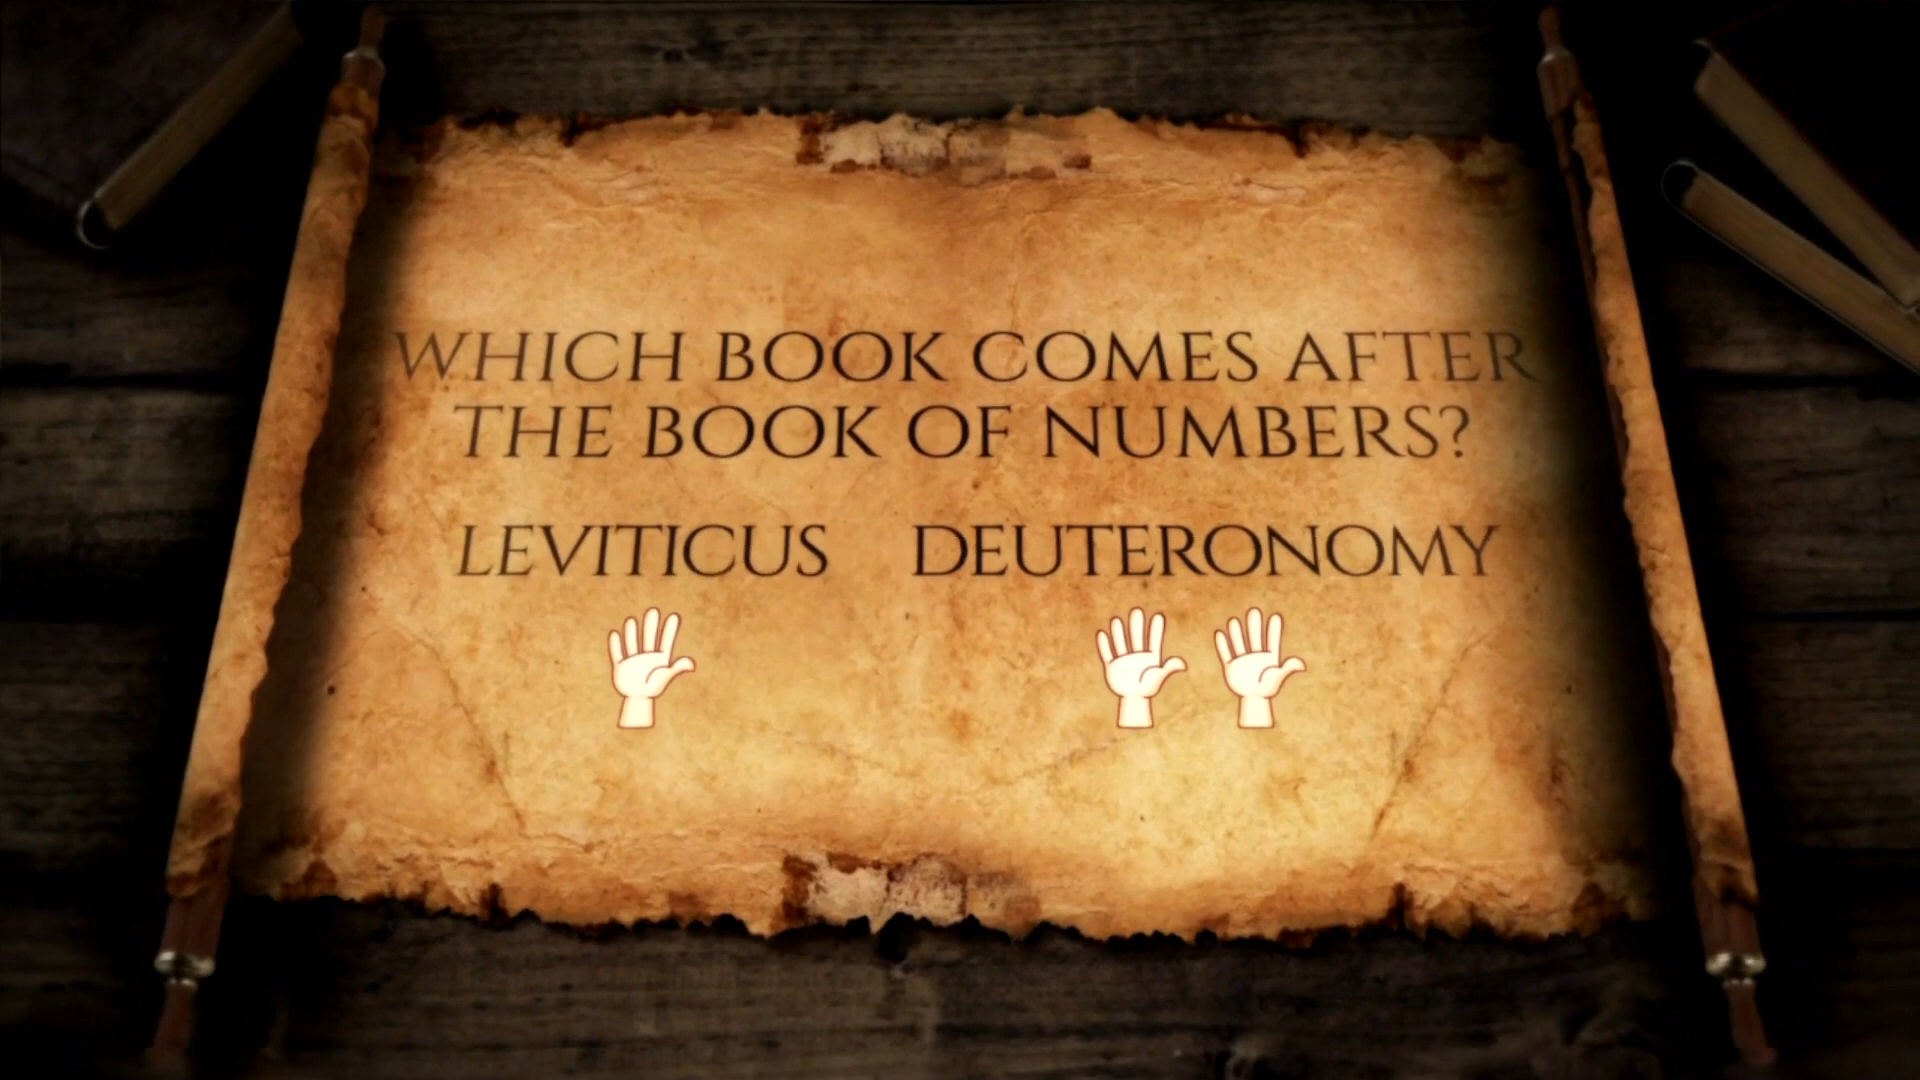 WHICH BOOK COMES AFTER
THE BOOK OF NUMBERS?
LEVITICUS DEUTERONOMY